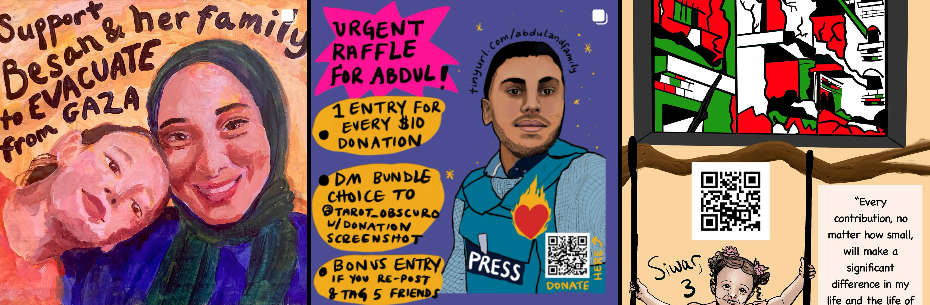 Support
Besan & her family
to EVACUATE
from GAZA
URGENT
RAFFLE
FOR ABDUL!
tinyurl.com/abdulandfamily
1 ENTRY FOR
EVERY $10
DONATION
DM BUNDLE
CHOICE TO
@TAROT_OBSCURO
W/DONATION
SCREENSHOT
BONUS ENTRY
IF YOU RE-POST
& TAG 5 FRIENDS
PRESS
DONATE
HERE
"Every
contribution, no
matter how small,
will make a
significant
difference in my
life and the life of
Siwar,
3